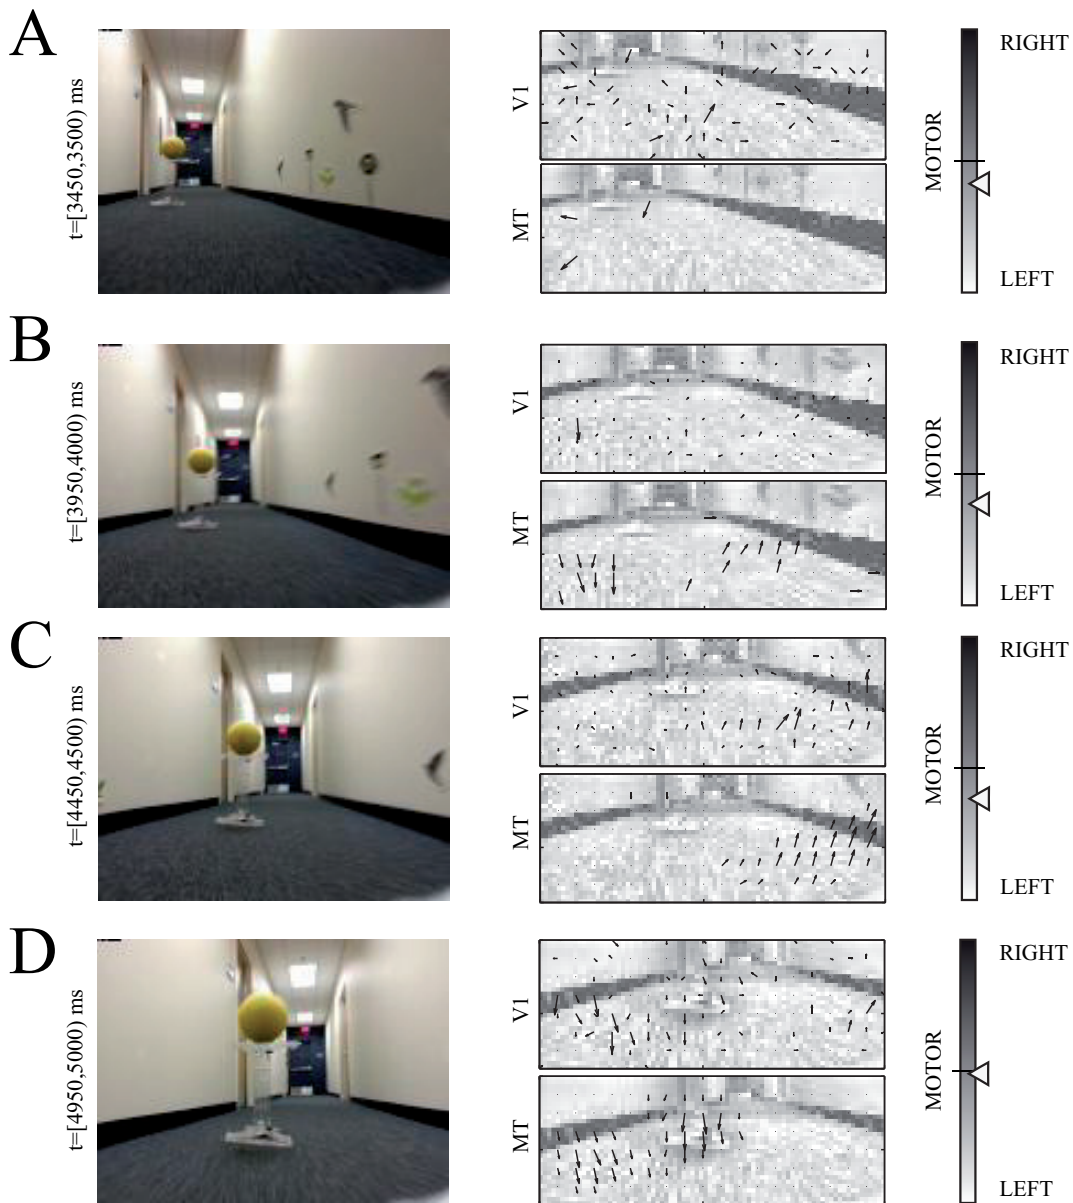 A
t=[3450,3500) ms
V1
MT
MOTOR
RIGHT
LEFT
B
t=[3950,4000) ms
V1
MT
MOTOR
RIGHT
LEFT
C
t=[4450,4500) ms
V1
MT
MOTOR
RIGHT
LEFT
D
t=[4950,5000) ms
V1
MT
MOTOR
RIGHT
LEFT